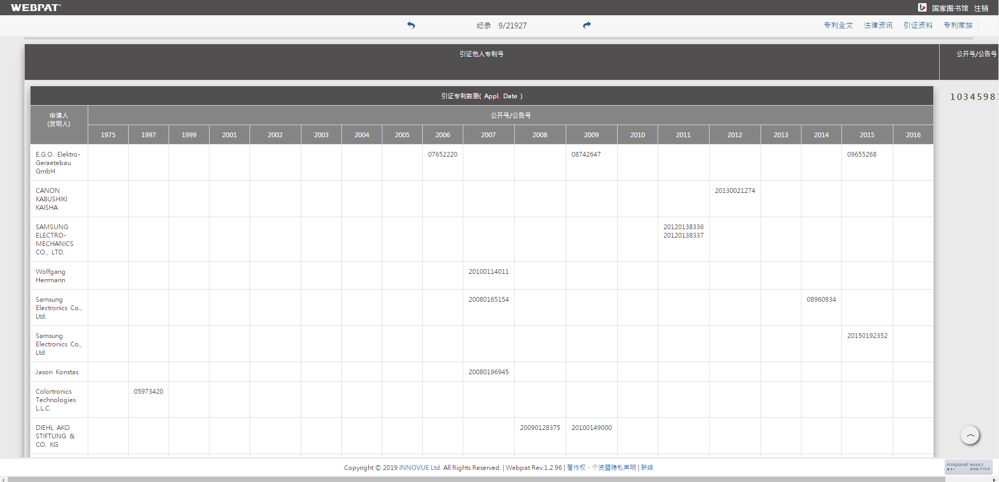 WEBPAT®
国家图书馆 注销
纪录 9/21927
专利全文 法律资讯 引证资料 专利家族
引证他人专利号 公开号/公告号
引证专利数据( Appl. Date )
1034598
申请人
(发明人)
公开号/公告号
1975 1997 1999 2001 2002 2003 2004 2005 2006 2007 2008 2009 2010 2011 2012 2013 2014 2015 2016
E.G.O. Elektro-
Geraetebau
GmbH
07652220 08742647 09655268
CANON
KABUSHIKI
KAISHA
20130021274
SAMSUNG
ELECTRO-
MECHANICS
CO., LTD.
20120138336
20120138337
Wolfgang
Herrmann
20100114011
Samsung
Electronics Co.,
Ltd.
20080165154 08960934
Samsung
Electronics Co.,
Ltd
20150192352
Jason Konstas 20080196945
Colortronics
Technologies
L.L.C.
05973420
DIEHL AKO
STIFTUNG &
CO. KG
20090128375 20100149000
Copyright © 2019 INNOVUE Ltd. All Rights Reserved. | Webpat Rev.1.2.96 | 著作权、个资暨隐私声明 | 联络
mixpanel MOBILE
ANALYTICS